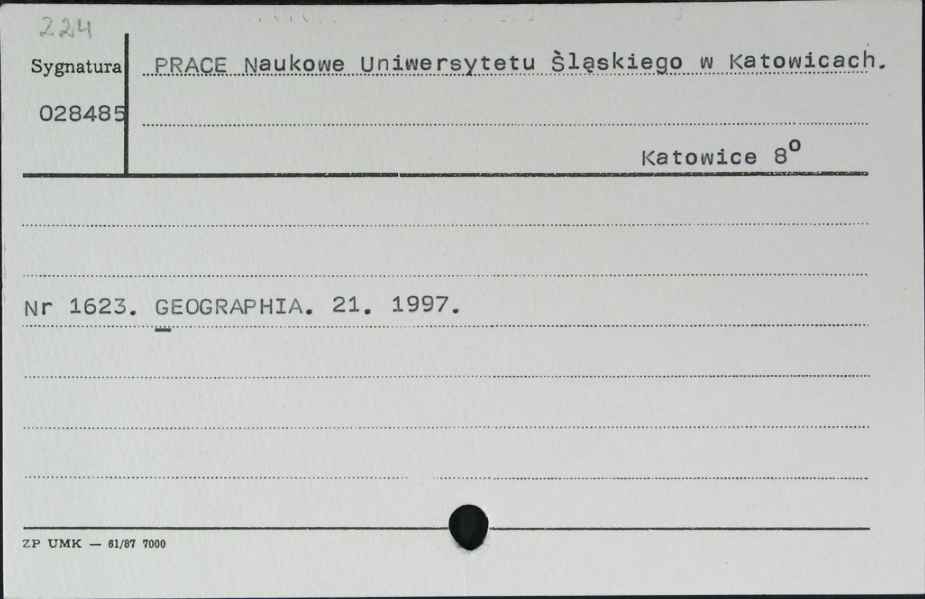 224
Sygnatura PRACE Naukowe Uniwersytetu Śląskiego w Katowicach.
028485
Katowice 8º
Nr 1623. GEOGRAPHIA. 21. 1997.
ZP UMK — 61/87 7000